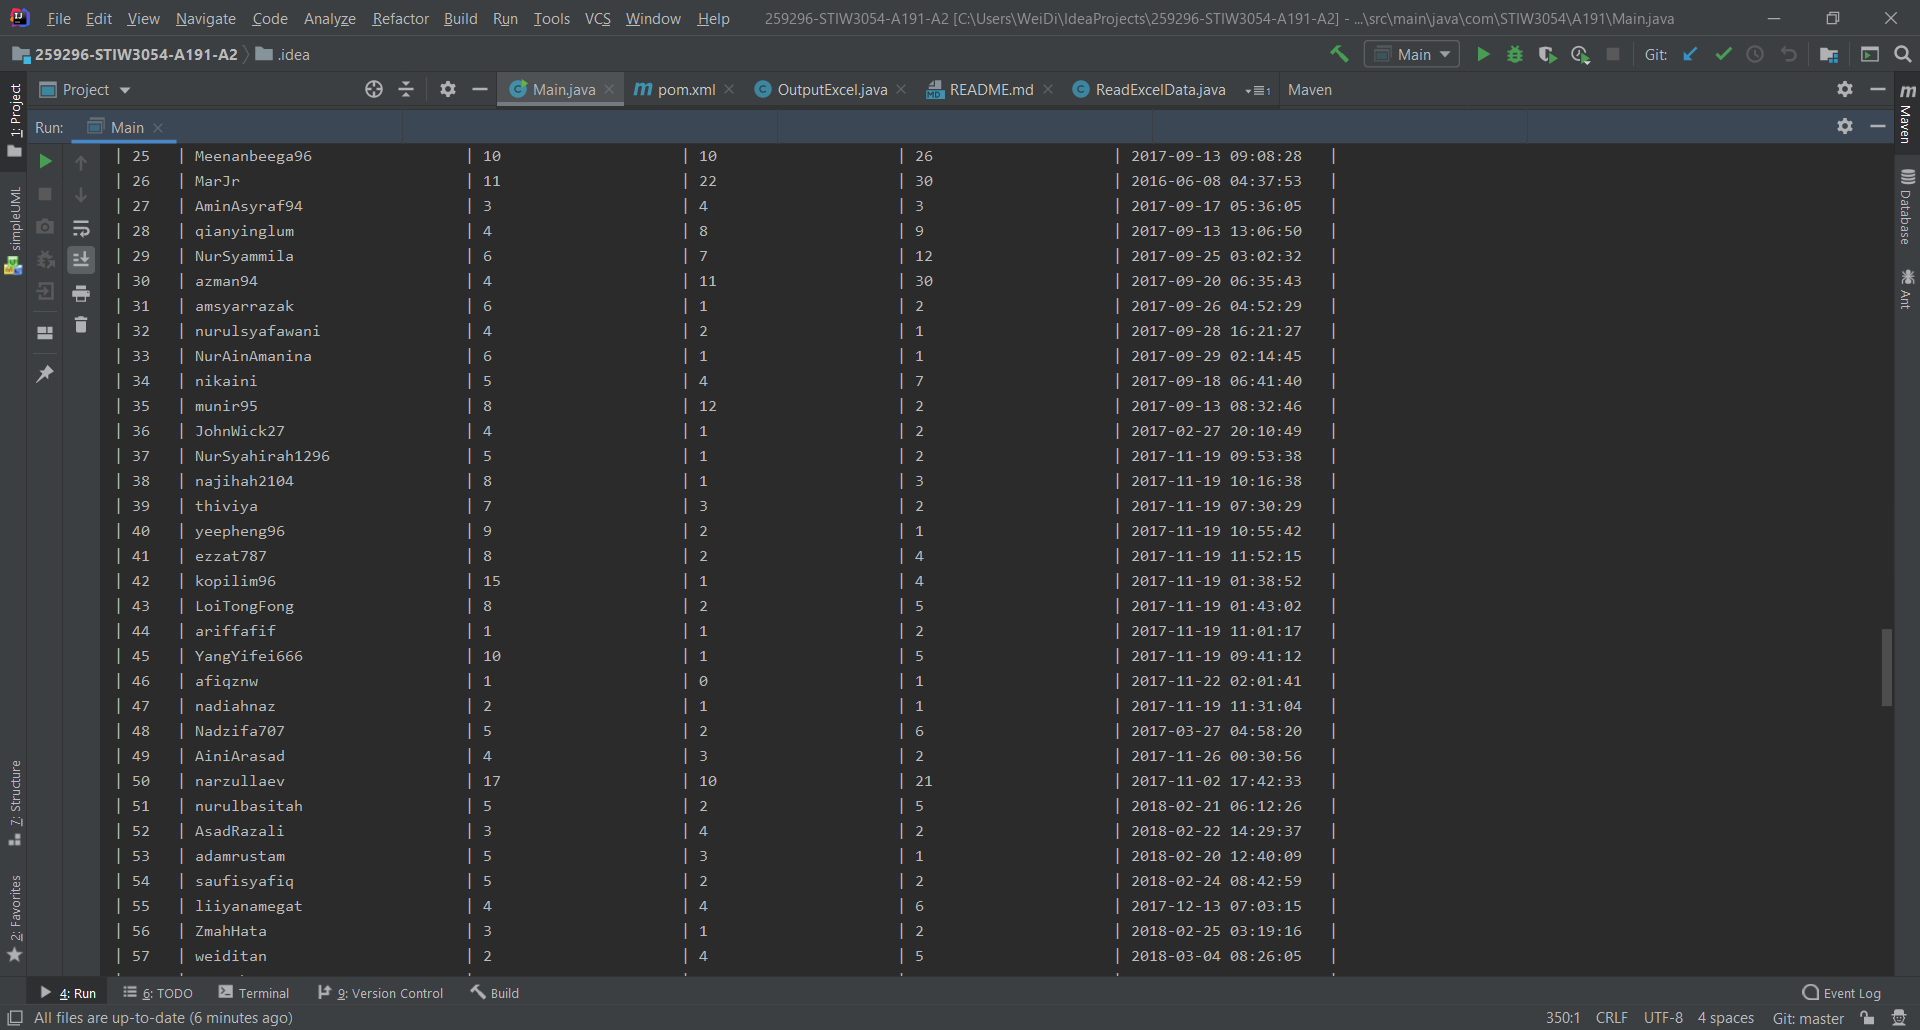 File Edit View Navigate Code Analyze Refactor Build Run Tools VCS Window Help 259296-STIW3054-A191-A2 [C:\Users\WeiDi\IdeaProjects\259296-STIW3054-A191-A2] - ...\src\main\java\com\STIW3054\A191\Main.java
259296-STIW3054-A191-A2 .idea Main Git:
Project Main.java pom.xml OutputExcel.java README.md ReadExcelData.java 1 Maven
Run: Main
| 25 | Meenanbeega96 | 10 | 10 | 26 | 2017-09-13 09:08:28 |
| 26 | MarJr | 11 | 22 | 30 | 2016-06-08 04:37:53 |
| 27 | AminAsyraf94 | 3 | 4 | 3 | 2017-09-17 05:36:05 |
| 28 | qianyinglum | 4 | 8 | 9 | 2017-09-13 13:06:50 |
| 29 | NurSyammila | 6 | 7 | 12 | 2017-09-25 03:02:32 |
| 30 | azman94 | 4 | 11 | 30 | 2017-09-20 06:35:43 |
| 31 | amsyarrazak | 6 | 1 | 2 | 2017-09-26 04:52:29 |
| 32 | nurulsyafawani | 4 | 2 | 1 | 2017-09-28 16:21:27 |
| 33 | NurAinAmanina | 6 | 1 | 1 | 2017-09-29 02:14:45 |
| 34 | nikaini | 5 | 4 | 7 | 2017-09-18 06:41:40 |
| 35 | munir95 | 8 | 12 | 2 | 2017-09-13 08:32:46 |
| 36 | JohnWick27 | 4 | 1 | 2 | 2017-02-27 20:10:49 |
| 37 | NurSyahirah1296 | 5 | 1 | 2 | 2017-11-19 09:53:38 |
| 38 | najihah2104 | 8 | 1 | 3 | 2017-11-19 10:16:38 |
| 39 | thiviya | 7 | 3 | 2 | 2017-11-19 07:30:29 |
| 40 | yeepheng96 | 9 | 2 | 1 | 2017-11-19 10:55:42 |
| 41 | ezzat787 | 8 | 2 | 4 | 2017-11-19 11:52:15 |
| 42 | kopilim96 | 15 | 1 | 4 | 2017-11-19 01:38:52 |
| 43 | LoiTongFong | 8 | 2 | 5 | 2017-11-19 01:43:02 |
| 44 | ariffafif | 1 | 1 | 2 | 2017-11-19 11:01:17 |
| 45 | YangYifei666 | 10 | 1 | 5 | 2017-11-19 09:41:12 |
| 46 | afiqznw | 1 | 0 | 1 | 2017-11-22 02:01:41 |
| 47 | nadiahnaz | 2 | 1 | 1 | 2017-11-19 11:31:04 |
| 48 | Nadzifa707 | 5 | 2 | 6 | 2017-03-27 04:58:20 |
| 49 | AiniArasad | 4 | 3 | 2 | 2017-11-26 00:30:56 |
| 50 | narzullaev | 17 | 10 | 21 | 2017-11-02 17:42:33 |
| 51 | nurulbasitah | 5 | 2 | 5 | 2018-02-21 06:12:26 |
| 52 | AsadRazali | 3 | 4 | 2 | 2018-02-22 14:29:37 |
| 53 | adamrustam | 5 | 3 | 1 | 2018-02-20 12:40:09 |
| 54 | saufisyafiq | 5 | 2 | 2 | 2018-02-24 08:42:59 |
| 55 | liiyanamegat | 4 | 4 | 6 | 2017-12-13 07:03:15 |
| 56 | ZmahHata | 3 | 1 | 2 | 2018-02-25 03:19:16 |
| 57 | weiditan | 2 | 4 | 5 | 2018-03-04 08:26:05 |
1: Project
simpleUML
7: Structure
2: Favorites
Maven
Database
Ant
4: Run 6: TODO Terminal 9: Version Control Build Event Log
All files are up-to-date (6 minutes ago) 350:1 CRLF UTF-8 4 spaces Git: master